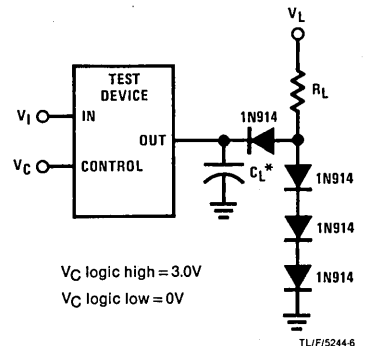 V_L
TEST
DEVICE
R_L
1N914
V_I
IN
OUT
V_C
CONTROL
C_L*
1N914
1N914
1N914
V_C logic high = 3.0V
V_C logic low = 0V
TL/F/5244-6